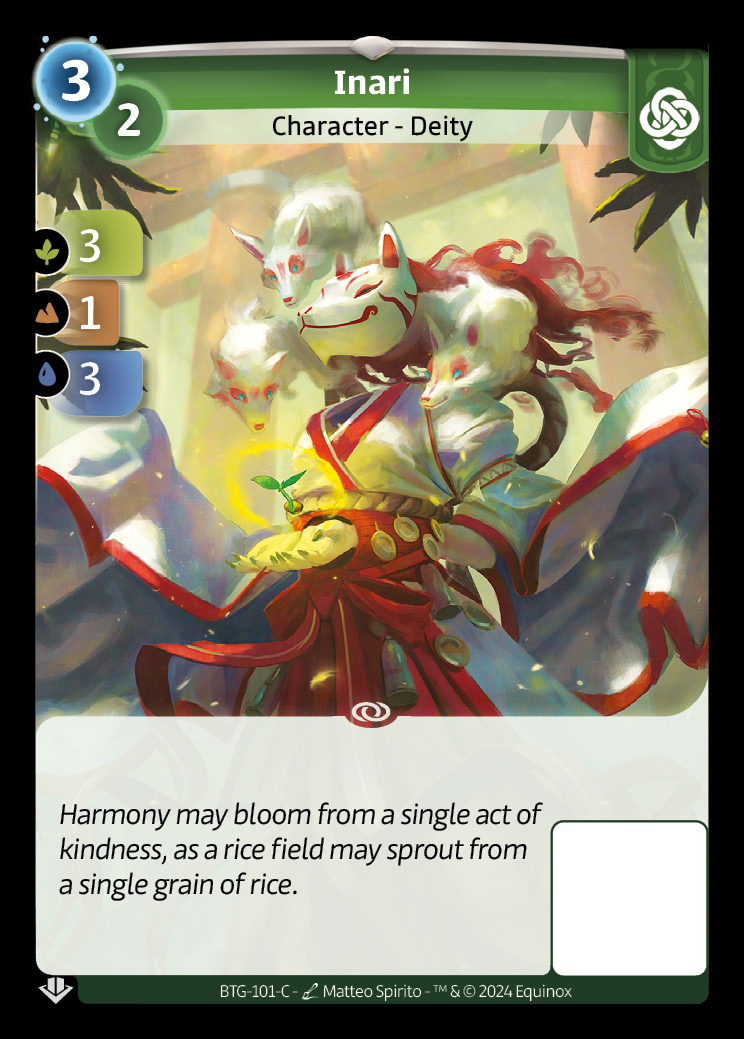 3
2
Inari
Character - Deity
3
1
3
Harmony may bloom from a single act of
kindness, as a rice field may sprout from
a single grain of rice.
BTG-101-C - Matteo Spirito - ™ & © 2024 Equinox